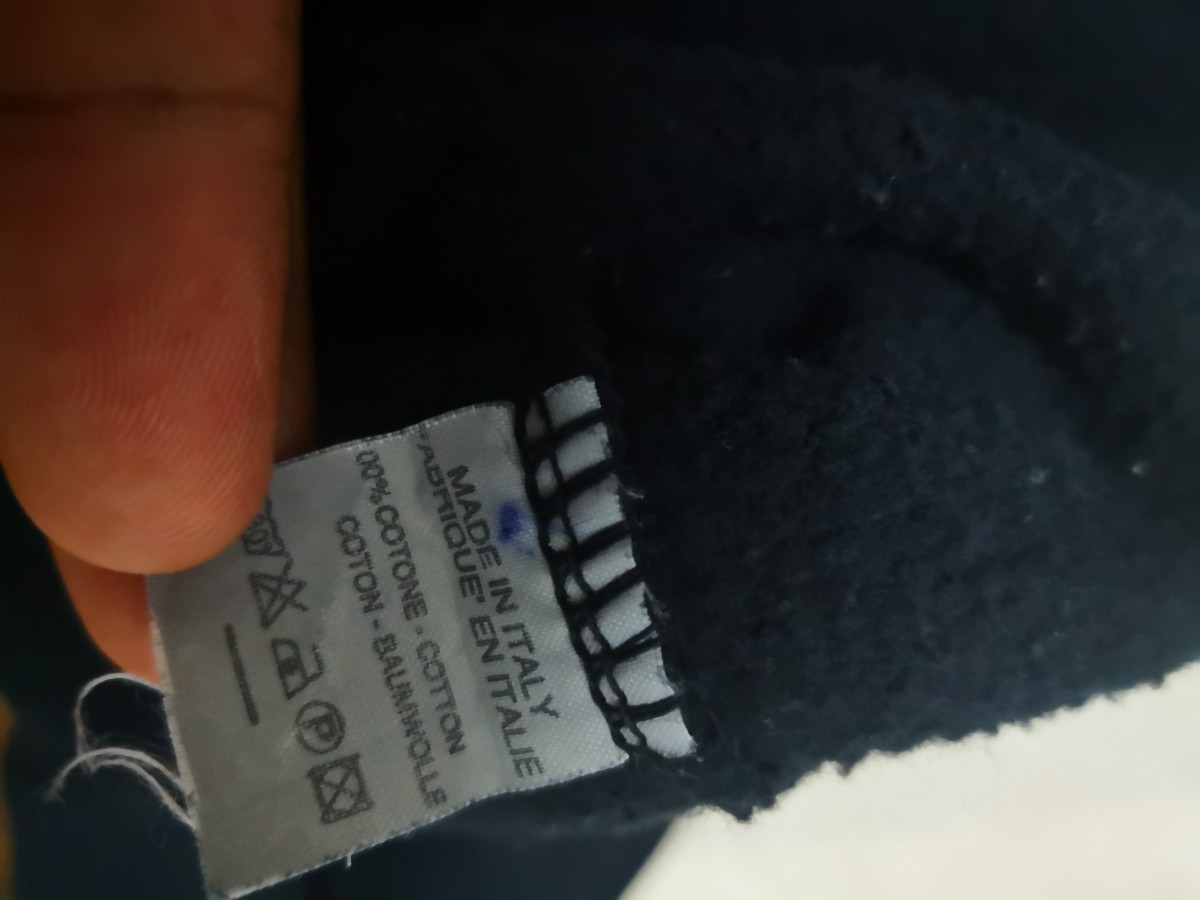 MADE IN ITALY
FABRIQUE' EN ITALIE
00%COTONE - COTTON
COTON - BAUMWOLLE
P